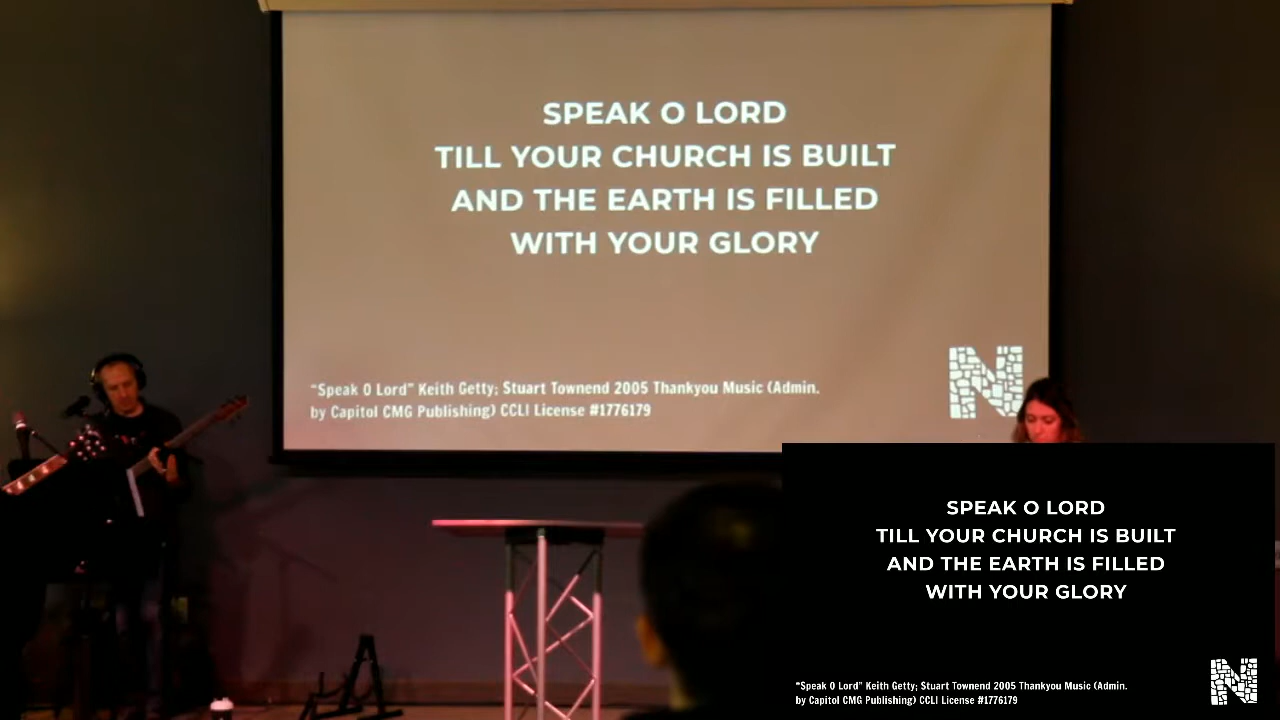 SPEAK O LORD
TILL YOUR CHURCH IS BUILT
AND THE EARTH IS FILLED
WITH YOUR GLORY
"Speak O Lord" Keith Getty; Stuart Townend 2005 Thankyou Music (Admin.
by Capitol CMG Publishing) CCLI License #1776179
N
SPEAK O LORD
TILL YOUR CHURCH IS BUILT
AND THE EARTH IS FILLED
WITH YOUR GLORY
"Speak O Lord" Keith Getty; Stuart Townend 2005 Thankyou Music (Admin.
by Capitol CMG Publishing) CCLI License #1776179
N